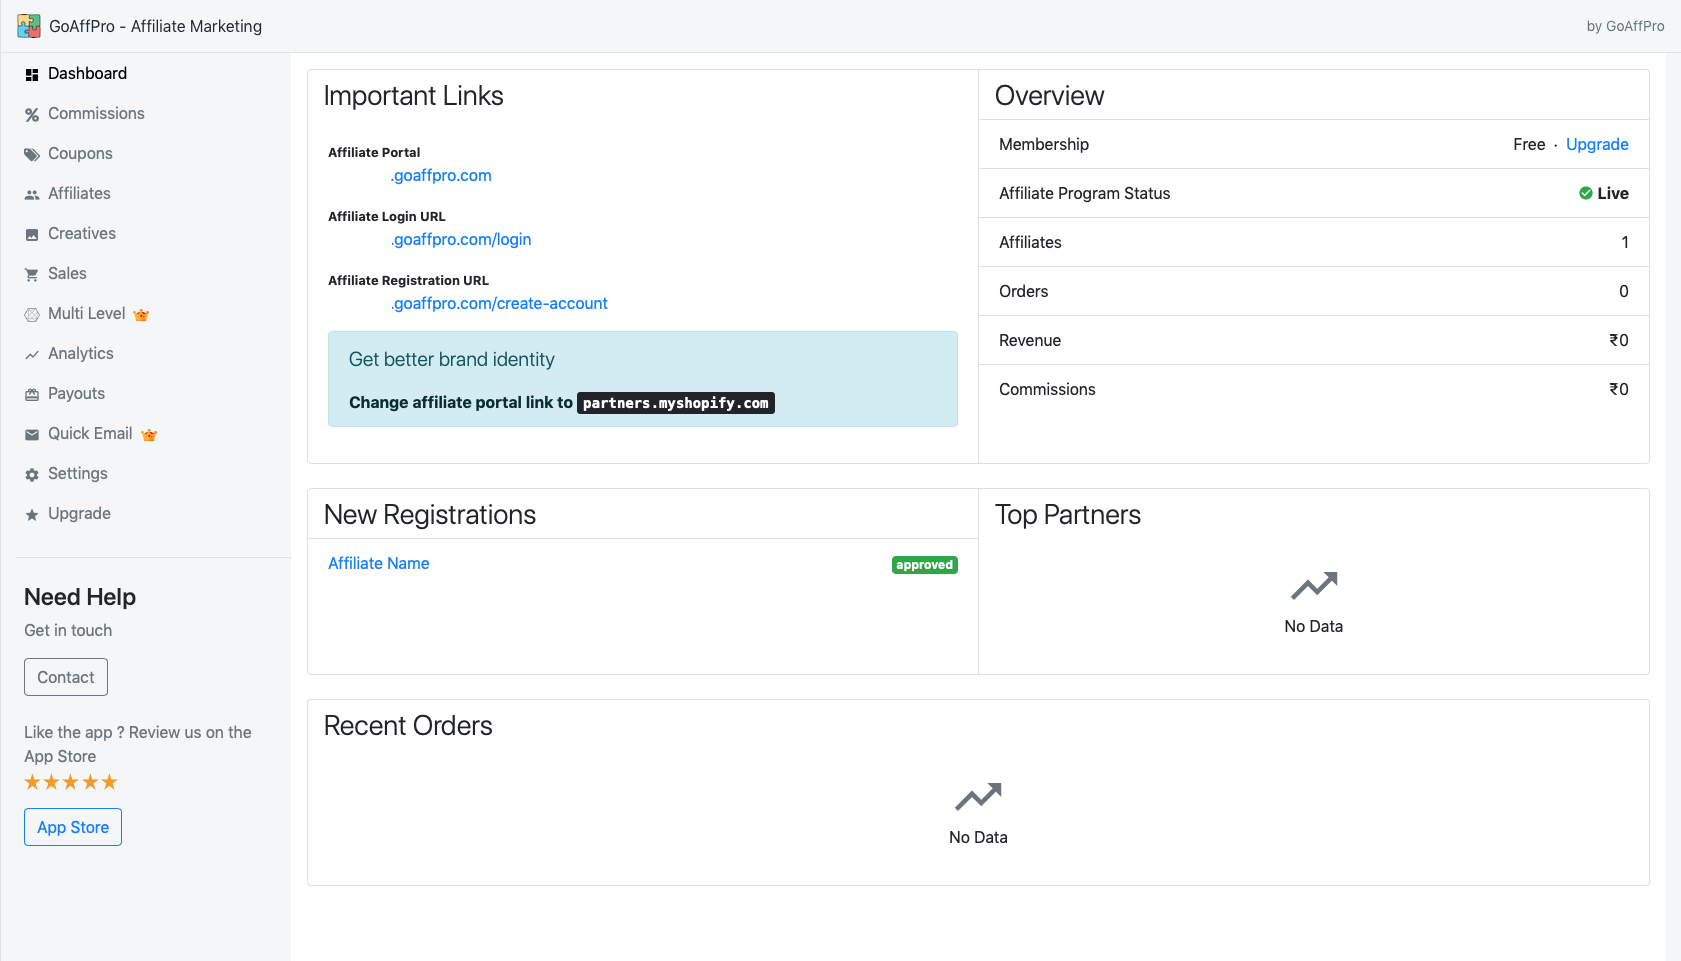 GoAffPro - Affiliate Marketing
by GoAffPro
Dashboard
Commissions
Coupons
Affiliates
Creatives
Sales
Multi Level
Analytics
Payouts
Quick Email
Settings
Upgrade
Need Help
Get in touch
Contact
Like the app ? Review us on the
App Store
App Store
Important Links
Affiliate Portal
.goaffpro.com
Affiliate Login URL
.goaffpro.com/login
Affiliate Registration URL
.goaffpro.com/create-account
Get better brand identity
Change affiliate portal link to partners.myshopify.com
Overview
Membership Free · Upgrade
Affiliate Program Status Live
Affiliates 1
Orders 0
Revenue ₹0
Commissions ₹0
New Registrations
Affiliate Name approved
Top Partners
No Data
Recent Orders
No Data